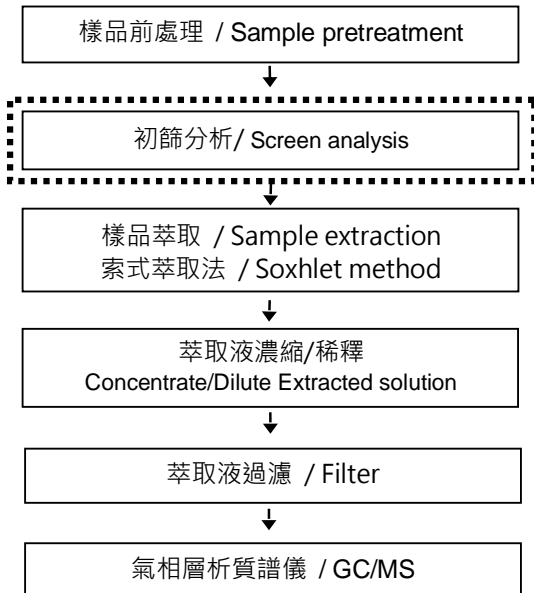 樣品前處理 / Sample pretreatment
初篩分析/ Screen analysis
樣品萃取 / Sample extraction
索式萃取法 / Soxhlet method
萃取液濃縮/稀釋
Concentrate/Dilute Extracted solution
萃取液過濾 / Filter
氣相層析質譜儀 / GC/MS